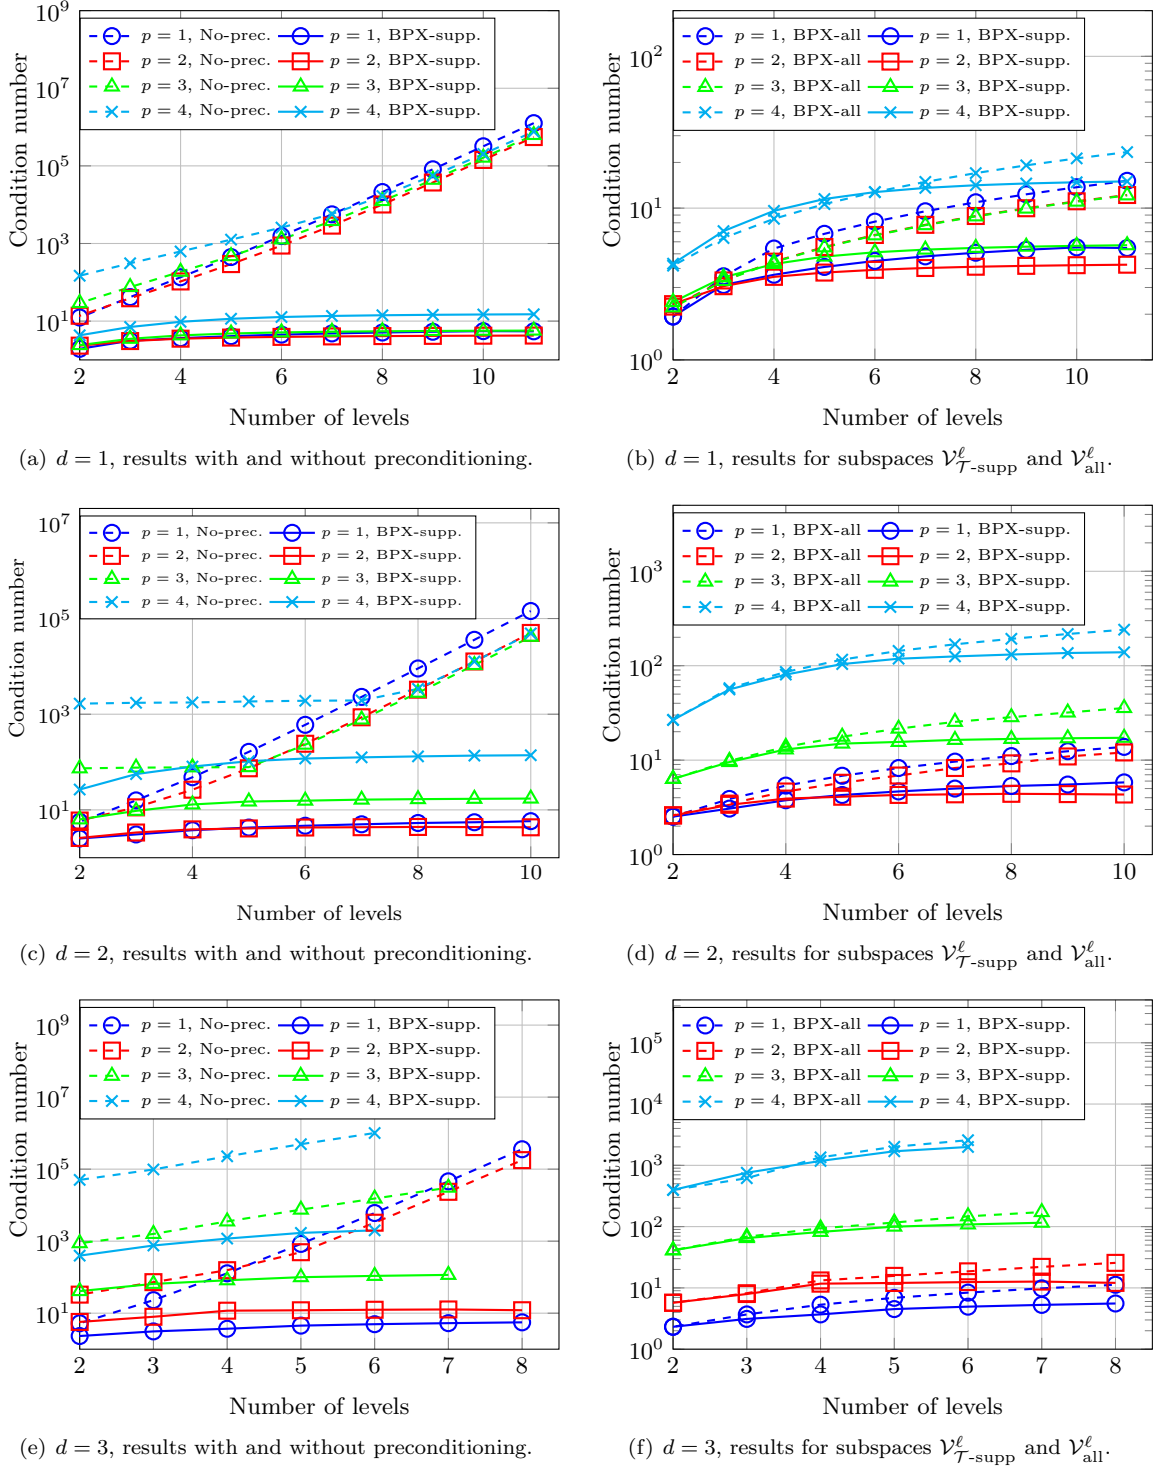 10^9
10^7
10^5
10^3
10^1
Condition number
p = 1, No-prec. p = 1, BPX-supp.
p = 2, No-prec. p = 2, BPX-supp.
p = 3, No-prec. p = 3, BPX-supp.
p = 4, No-prec. p = 4, BPX-supp.
2 4 6 8 10
Number of levels
(a) d = 1, results with and without preconditioning.
10^2
10^1
10^0
Condition number
p = 1, BPX-all p = 1, BPX-supp.
p = 2, BPX-all p = 2, BPX-supp.
p = 3, BPX-all p = 3, BPX-supp.
p = 4, BPX-all p = 4, BPX-supp.
2 4 6 8 10
Number of levels
(b) d = 1, results for subspaces 𝒱^ℓ_{𝒯-supp} and 𝒱^ℓ_{all}.
10^7
10^5
10^3
10^1
Condition number
p = 1, No-prec. p = 1, BPX-supp.
p = 2, No-prec. p = 2, BPX-supp.
p = 3, No-prec. p = 3, BPX-supp.
p = 4, No-prec. p = 4, BPX-supp.
2 4 6 8 10
Number of levels
(c) d = 2, results with and without preconditioning.
10^3
10^2
10^1
10^0
Condition number
p = 1, BPX-all p = 1, BPX-supp.
p = 2, BPX-all p = 2, BPX-supp.
p = 3, BPX-all p = 3, BPX-supp.
p = 4, BPX-all p = 4, BPX-supp.
2 4 6 8 10
Number of levels
(d) d = 2, results for subspaces 𝒱^ℓ_{𝒯-supp} and 𝒱^ℓ_{all}.
10^9
10^7
10^5
10^3
10^1
Condition number
p = 1, No-prec. p = 1, BPX-supp.
p = 2, No-prec. p = 2, BPX-supp.
p = 3, No-prec. p = 3, BPX-supp.
p = 4, No-prec. p = 4, BPX-supp.
2 3 4 5 6 7 8
Number of levels
(e) d = 3, results with and without preconditioning.
10^5
10^4
10^3
10^2
10^1
10^0
Condition number
p = 1, BPX-all p = 1, BPX-supp.
p = 2, BPX-all p = 2, BPX-supp.
p = 3, BPX-all p = 3, BPX-supp.
p = 4, BPX-all p = 4, BPX-supp.
2 3 4 5 6 7 8
Number of levels
(f) d = 3, results for subspaces 𝒱^ℓ_{𝒯-supp} and 𝒱^ℓ_{all}.